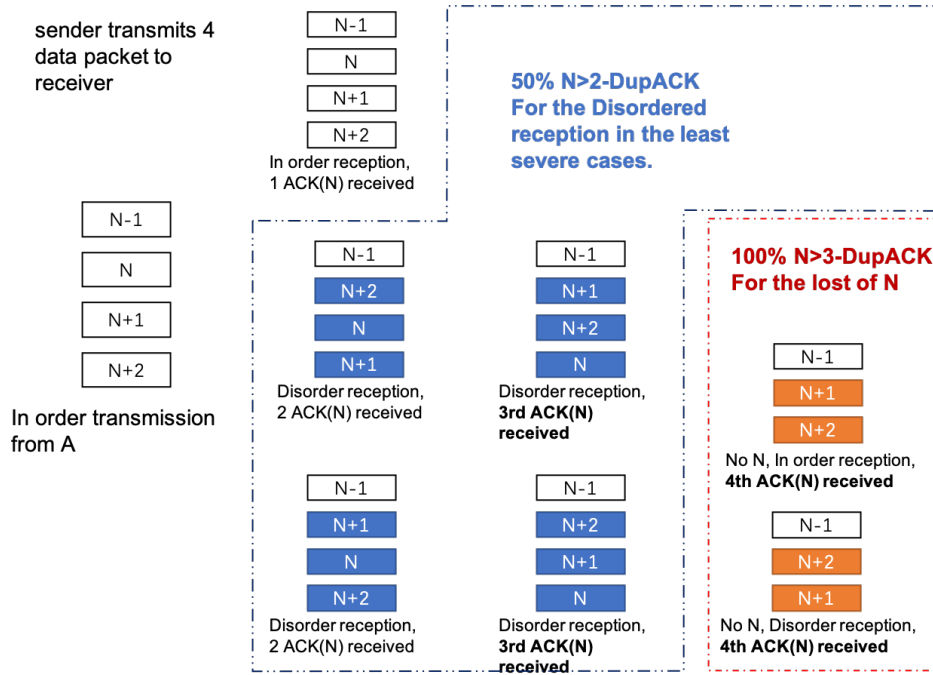 sender transmits 4
data packet to
receiver
N-1
N
N+1
N+2
In order reception,
1 ACK(N) received
50% N>2-DupACK
For the Disordered
reception in the least
severe cases.
N-1
N
N+1
N+2
In order transmission
from A
N-1
N+2
N
N+1
Disorder reception,
2 ACK(N) received
N-1
N+1
N+2
N
Disorder reception,
3rd ACK(N)
received
N-1
N+1
N
N+2
Disorder reception,
2 ACK(N) received
N-1
N+2
N+1
N
Disorder reception,
3rd ACK(N)
received
100% N>3-DupACK
For the lost of N
N-1
N+1
N+2
No N, In order reception,
4th ACK(N) received
N-1
N+2
N+1
No N, Disorder reception,
4th ACK(N) received